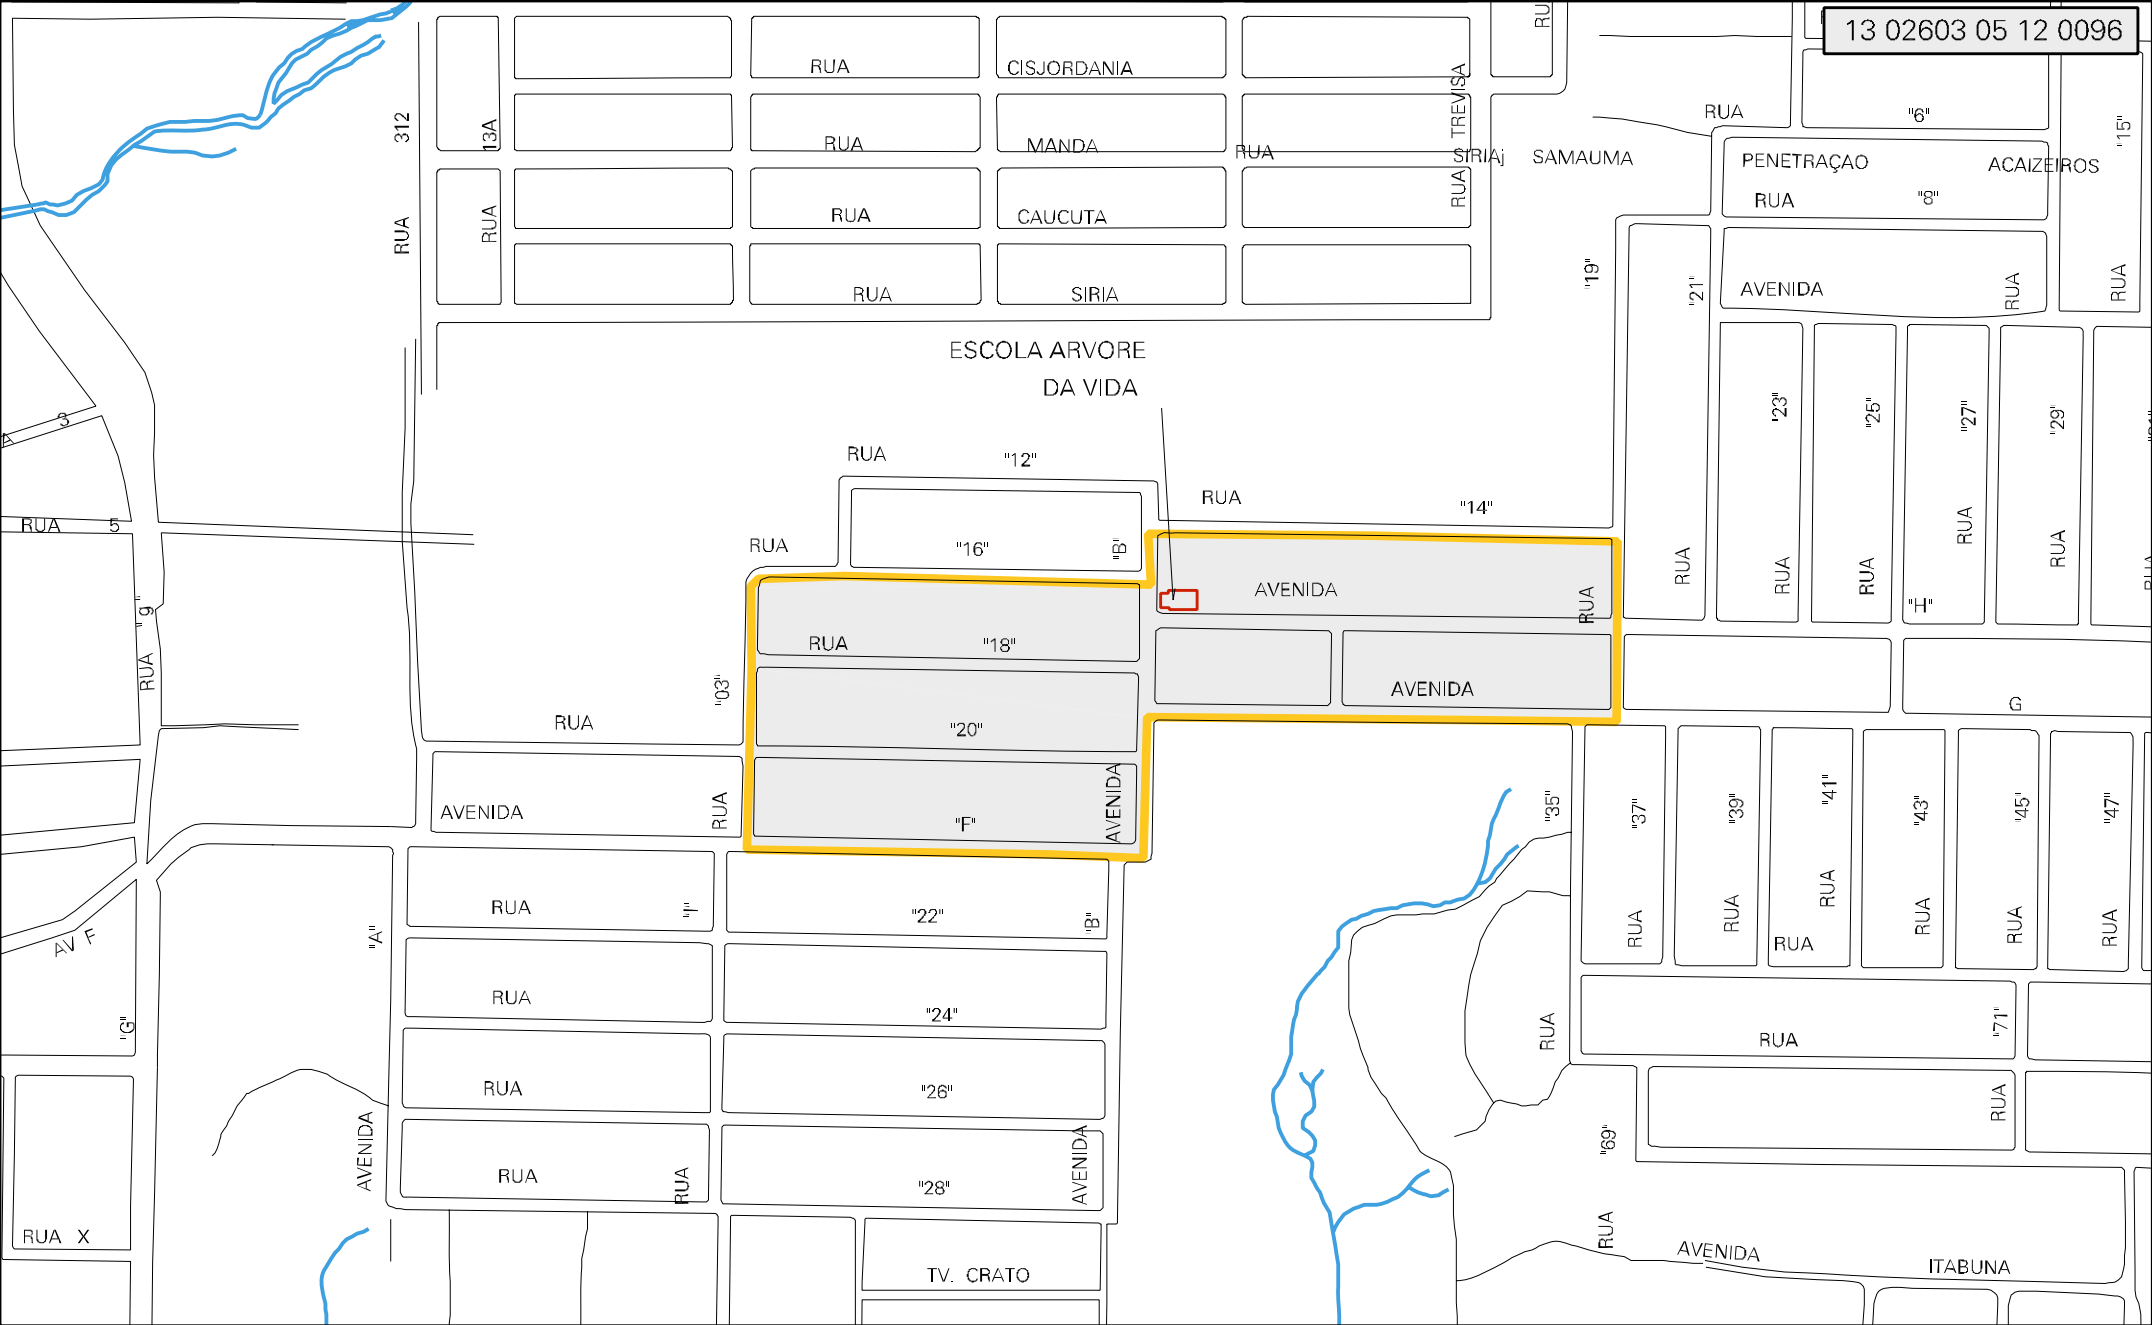 13 02603 05 12 0096
RU
RUA CISJORDANIA
RUA TREVISA
312
13A
RUA "6"
"15"
RUA MANDA
RUA
SIRIAj
SAMAUMA
PENETRAÇAO
ACAIZEIROS
RUA "8"
RUA
RUA
RUA CAUCUTA
RUA SIRIA
"19"
"21"
AVENIDA
RUA
RUA
ESCOLA ARVORE
DA VIDA
3
"23"
"25"
"27"
"29"
RUA "12"
RUA "14"
RUA 5
RUA "16"
"B"
RUA
RUA
RUA
RUA
RUA
RUA
AVENIDA
RUA
"H"
"9"
RUA
RUA "18"
"03"
AVENIDA
G
RUA
"20"
AVENIDA
RUA
AVENIDA
"F"
"35"
"37"
"39"
"41"
"43"
"45"
"47"
RUA
"22"
"B"
"A"
RUA
RUA
RUA
RUA
RUA
RUA
RUA
AV F
RUA "24"
"G"
RUA
RUA
"71"
RUA "26"
RUA
AVENIDA
AVENIDA
"69"
RUA "28"
RUA
RUA
RUA X
AVENIDA ITABUNA
TV. CRATO